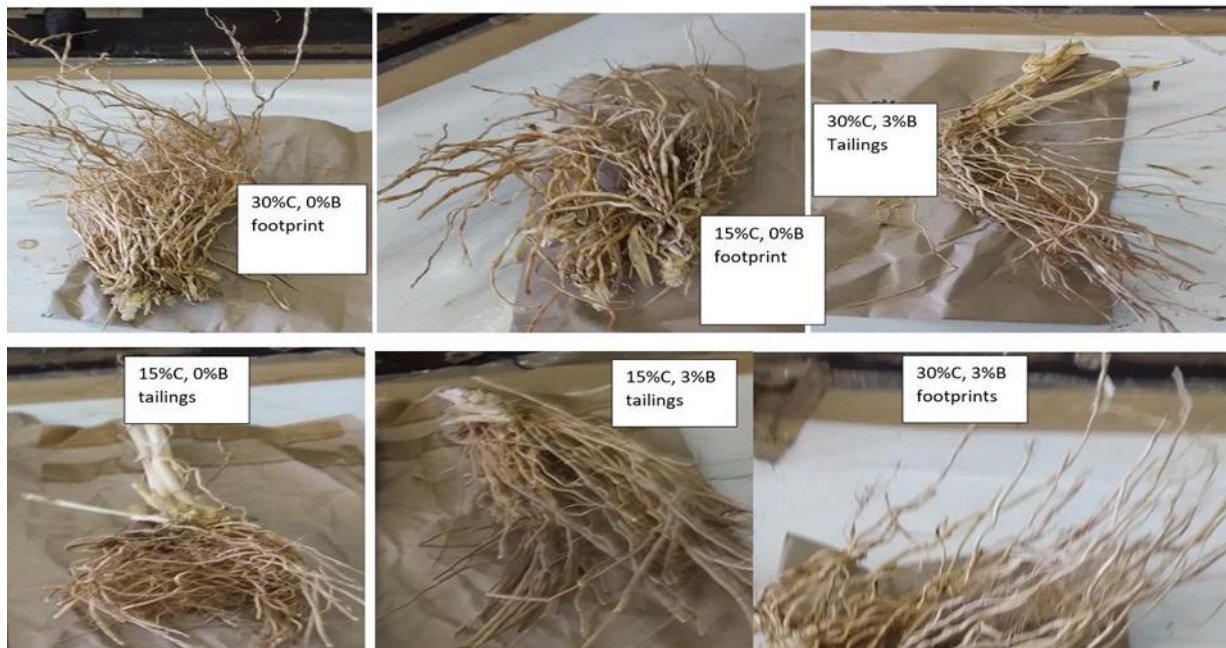 30%C, 0%B
footprint
15%C, 0%B
footprint
30%C, 3%B
Tailings
15%C, 0%B
tailings
15%C, 3%B
tailings
30%C, 3%B
footprints